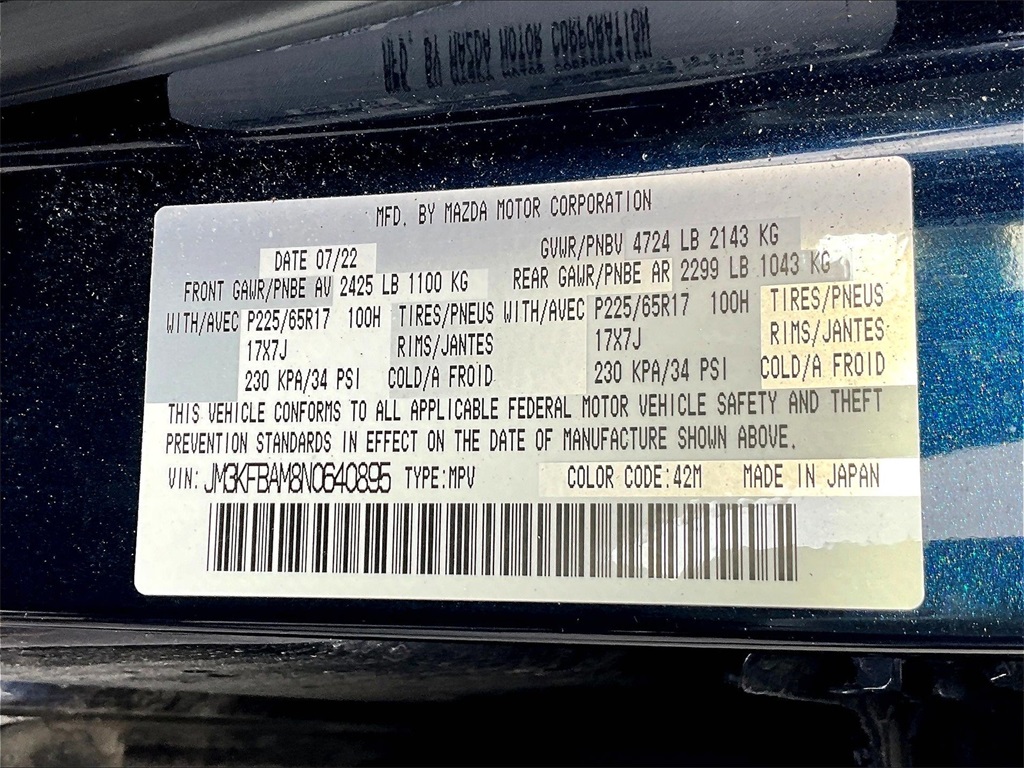 MFD. BY MAZDA MOTOR CORPORATION
MFD. BY MAZDA MOTOR CORPORATION
DATE 07/22 GVWR/PNBV 4724 LB 2143 KG
FRONT GAWR/PNBE AV 2425 LB 1100 KG REAR GAWR/PNBE AR 2299 LB 1043 KG
WITH/AVEC P225/65R17 100H TIRES/PNEUS WITH/AVEC P225/65R17 100H TIRES/PNEUS
17X7J RIMS/JANTES 17X7J RIMS/JANTES
230 KPA/34 PSI COLD/A FROID 230 KPA/34 PSI COLD/A FROID
THIS VEHICLE CONFORMS TO ALL APPLICABLE FEDERAL MOTOR VEHICLE SAFETY AND THEFT
PREVENTION STANDARDS IN EFFECT ON THE DATE OF MANUFACTURE SHOWN ABOVE.
VIN: JM3KFBAM8N0640895 TYPE:MPV COLOR CODE:42M MADE IN JAPAN